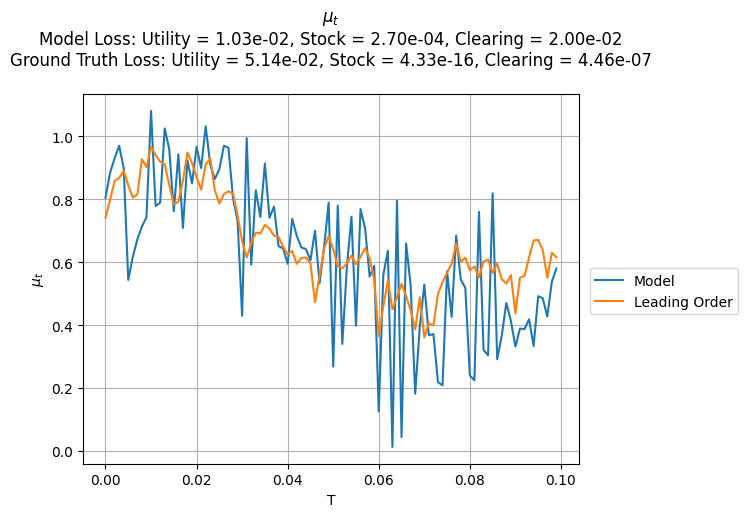 μt
Model Loss: Utility = 1.03e-02, Stock = 2.70e-04, Clearing = 2.00e-02
Ground Truth Loss: Utility = 5.14e-02, Stock = 4.33e-16, Clearing = 4.46e-07
1.0
0.8
0.6
0.4
0.2
0.0
μt
0.00 0.02 0.04 0.06 0.08 0.10
T
Model
Leading Order